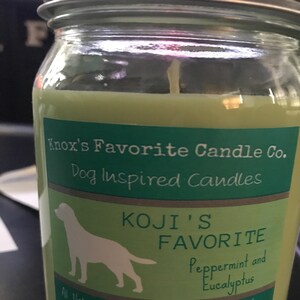 Knox's Favorite Candle Co.
Dog Inspired Candles
KOJI'S
FAVORITE
Peppermint and
Eucalyptus